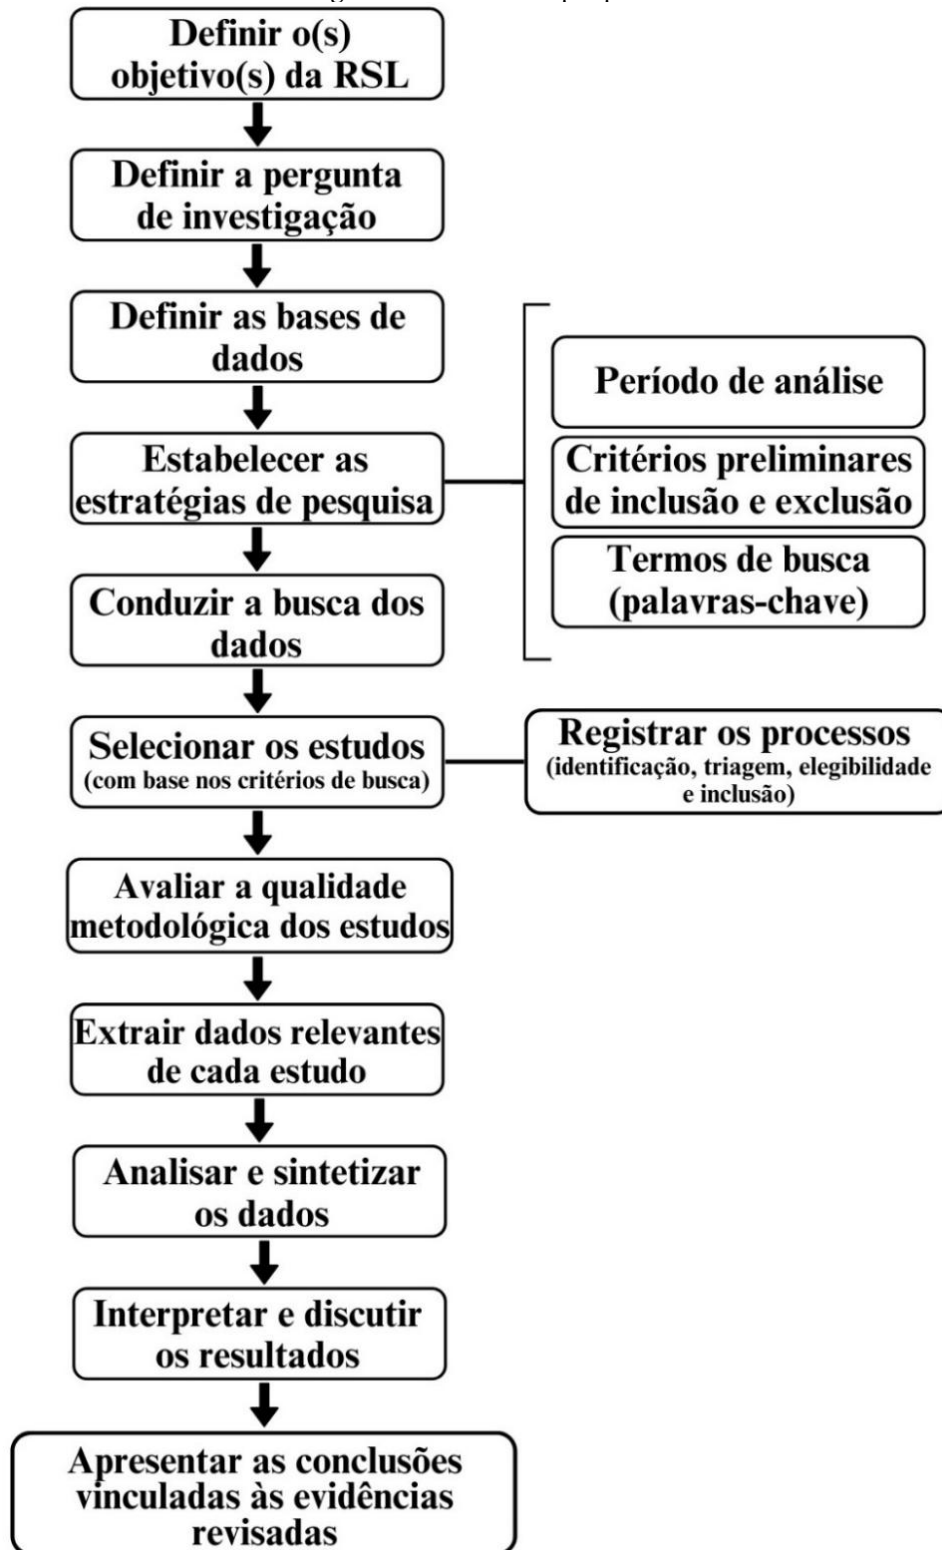 Definir o(s)
objetivo(s) da RSL
Definir a pergunta
de investigação
Definir as bases de
dados
Estabelecer as
estratégias de pesquisa
Período de análise
Critérios preliminares
de inclusão e exclusão
Termos de busca
(palavras-chave)
Conduzir a busca dos
dados
Selecionar os estudos
(com base nos critérios de busca)
Registrar os processos
(identificação, triagem, elegibilidade
e inclusão)
Avaliar a qualidade
metodológica dos estudos
Extrair dados relevantes
de cada estudo
Analisar e sintetizar
os dados
Interpretar e discutir
os resultados
Apresentar as conclusões
vinculadas às evidências
revisadas